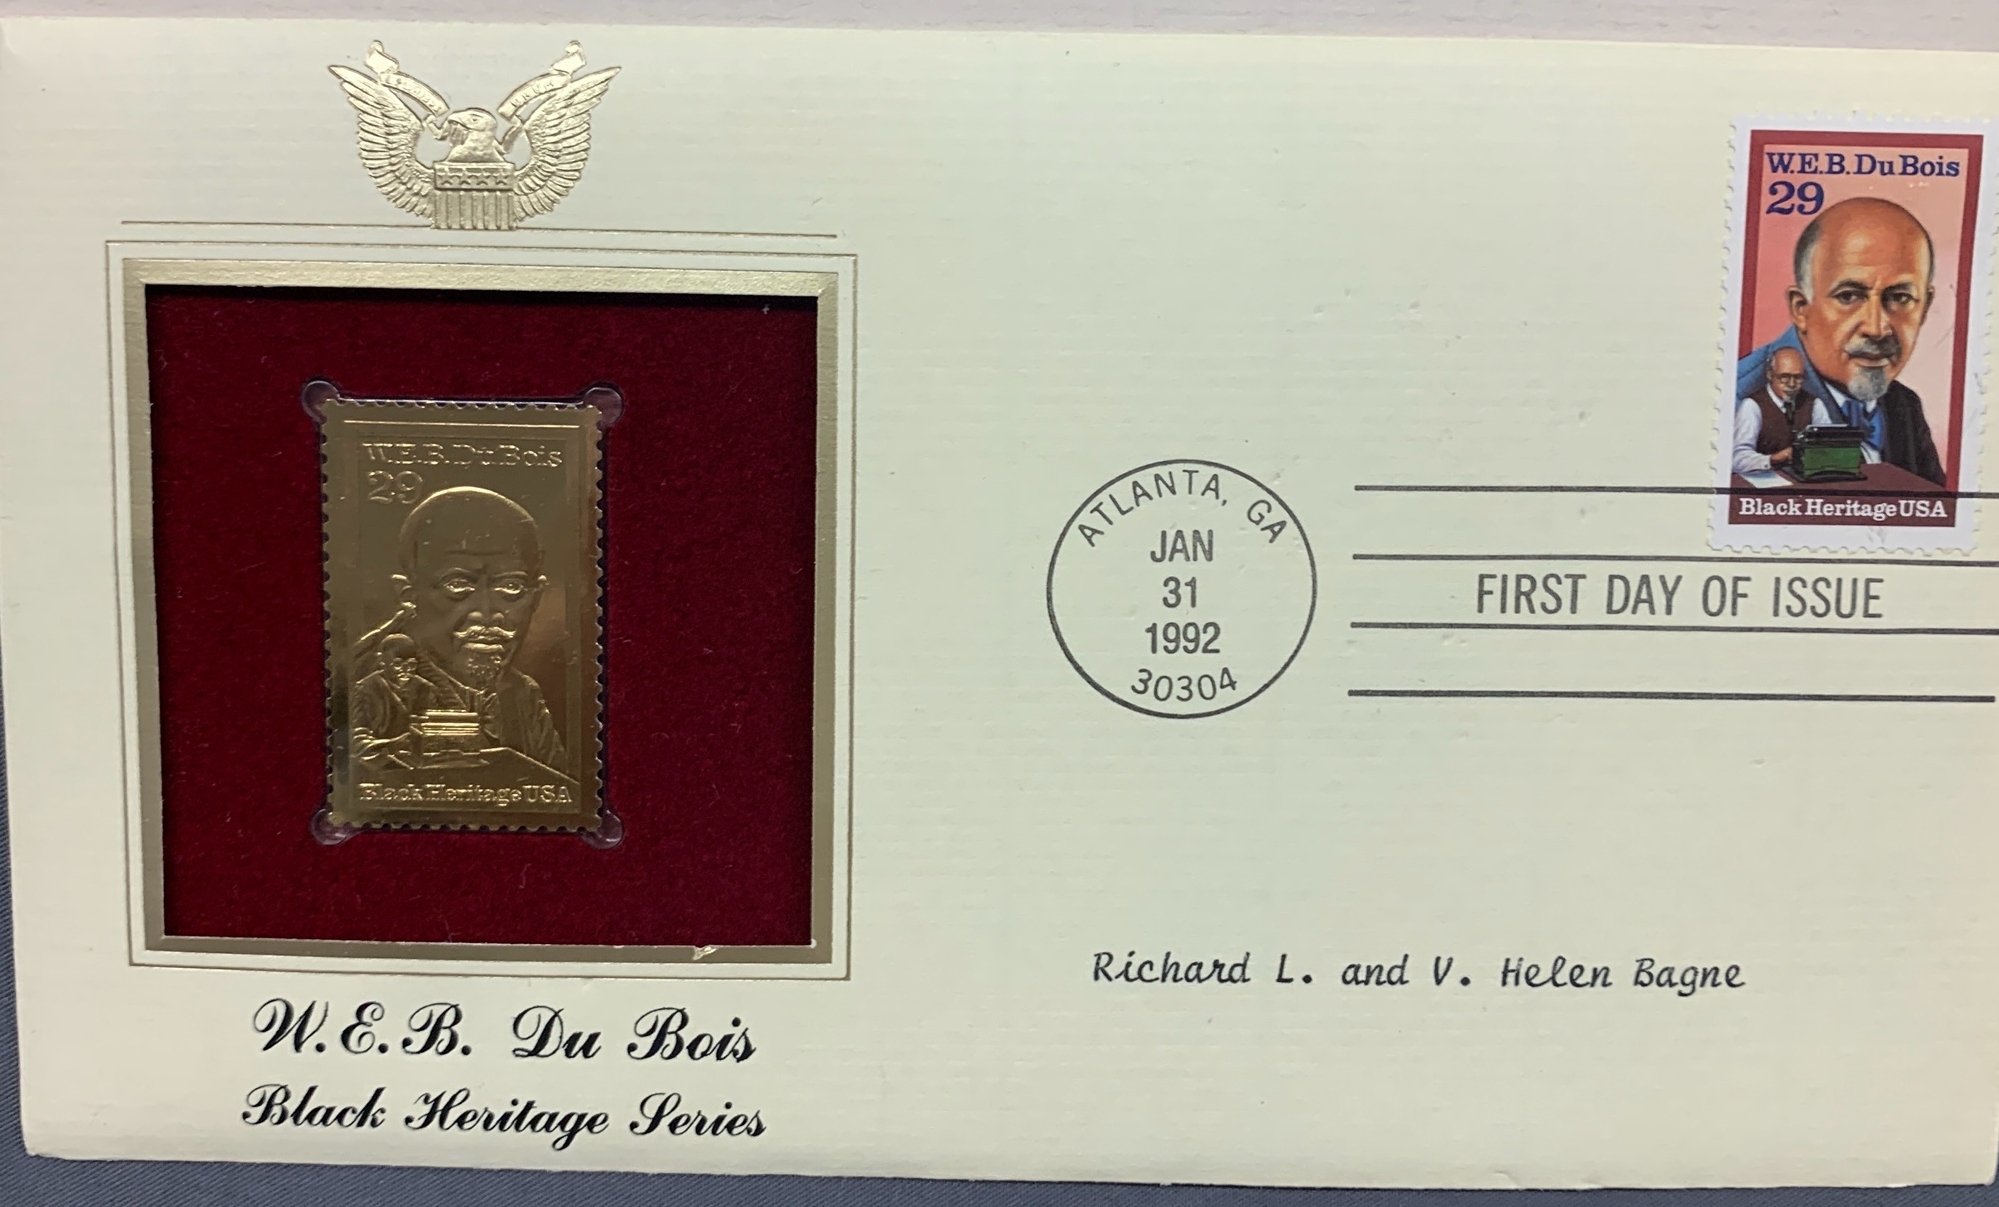 W.E.B. Du Bois
29
Black Heritage USA
W.E.B. Du Bois
Black Heritage Series
W.E.B. Du Bois
29
Black Heritage USA
ATLANTA, GA
JAN
31
1992
30304
FIRST DAY OF ISSUE
Richard L. and V. Helen Bagne